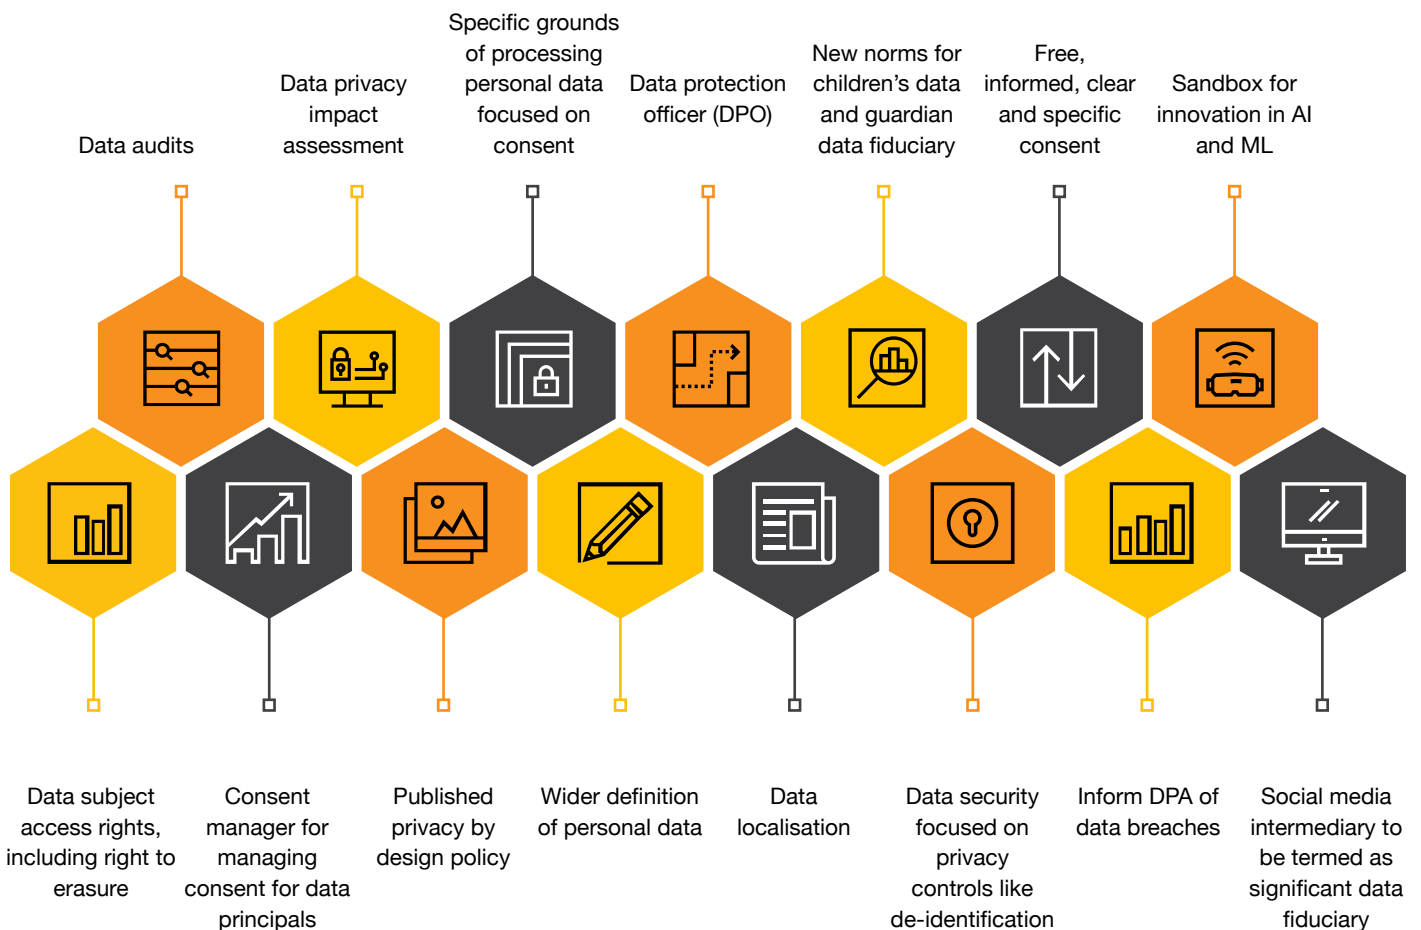 Data audits
Data privacy
impact
assessment
Specific grounds
of processing
personal data
focused on
consent
Data protection
officer (DPO)
New norms for
children’s data
and guardian
data fiduciary
Free,
informed, clear
and specific
consent
Sandbox for
innovation in AI
and ML
Data subject
access rights,
including right to
erasure
Consent
manager for
managing
consent for data
principals
Published
privacy by
design policy
Wider definition
of personal data
Data
localisation
Data security
focused on
privacy
controls like
de-identification
Inform DPA of
data breaches
Social media
intermediary to
be termed as
significant data
fiduciary